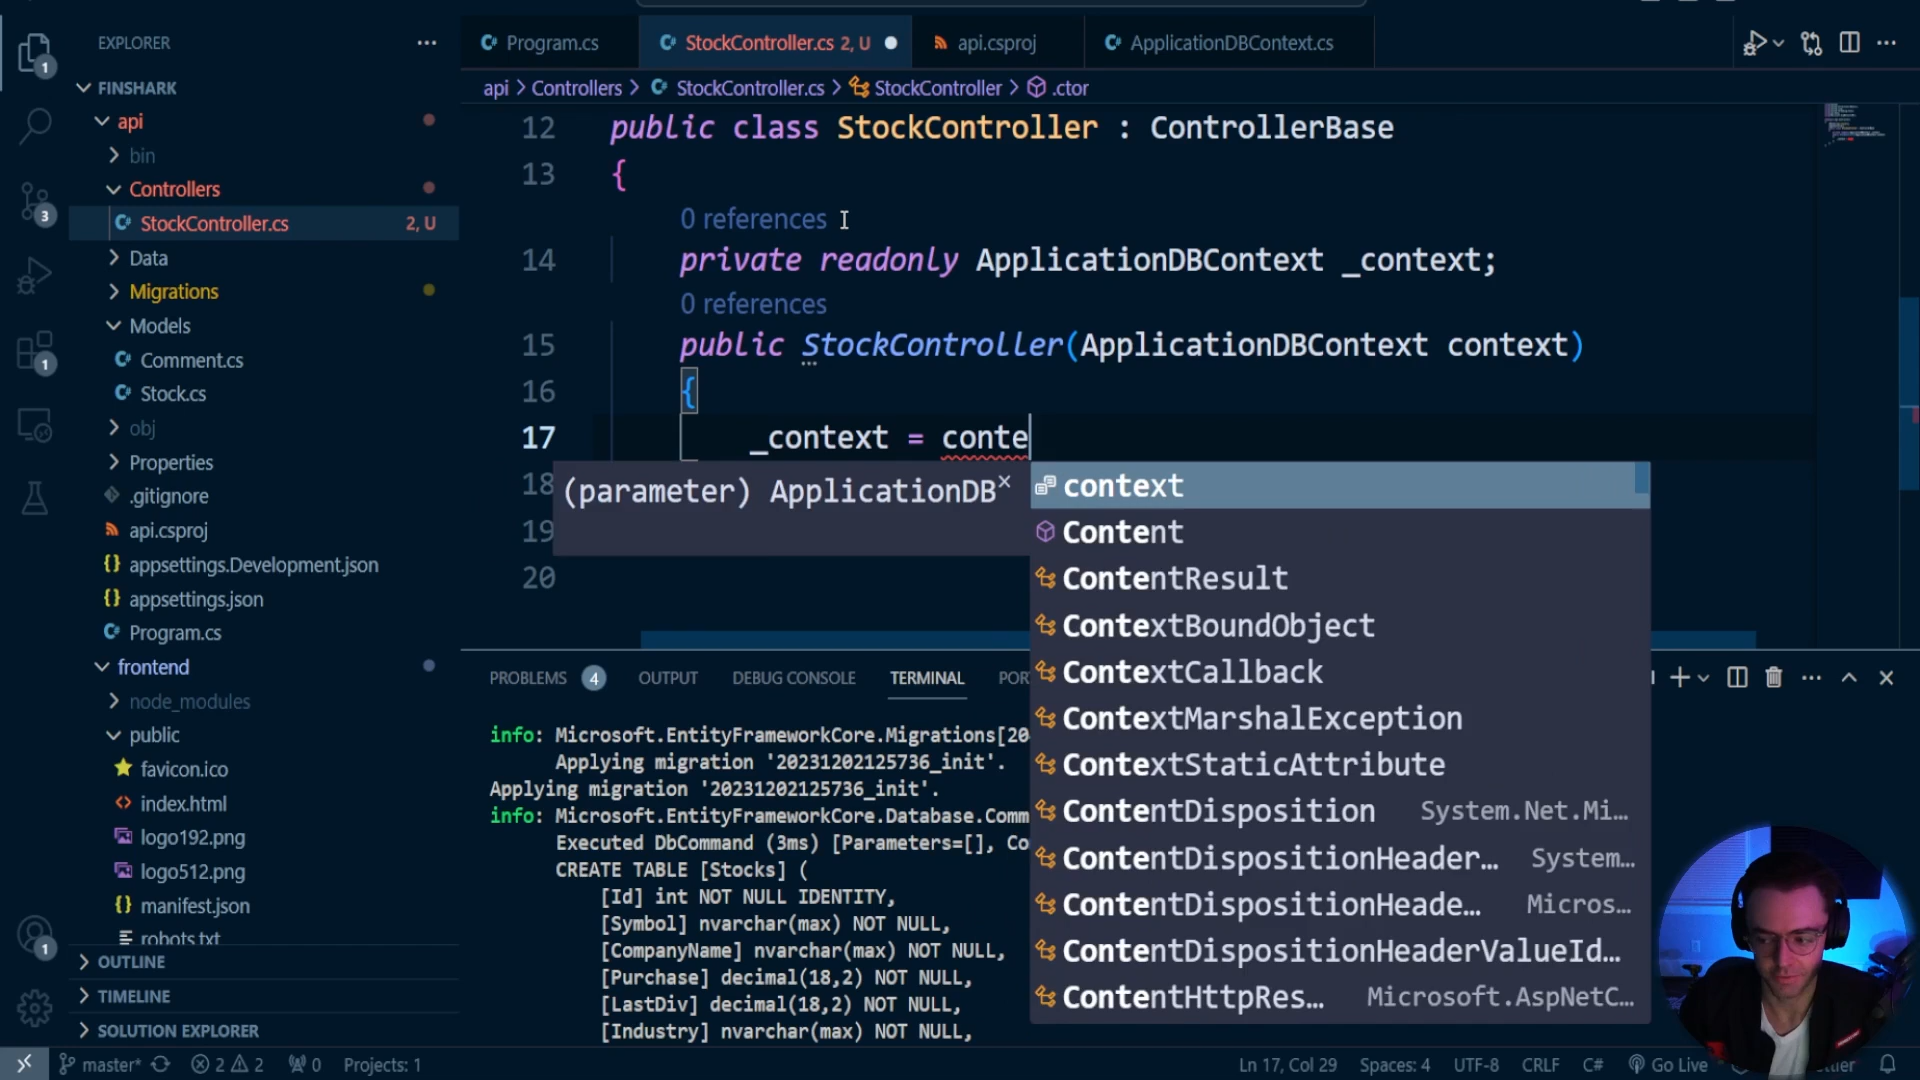 EXPLORER
1
FINSHARK
api
bin
Controllers
StockController.cs 2, U
Data
Migrations
Models
Comment.cs
Stock.cs
obj
Properties
.gitignore
api.csproj
appsettings.Development.json
appsettings.json
Program.cs
frontend
node_modules
public
favicon.ico
index.html
logo192.png
logo512.png
manifest.json
robots.txt
OUTLINE
TIMELINE
SOLUTION EXPLORER
3
1
1
Program.cs
StockController.cs 2, U
api.csproj
ApplicationDBContext.cs
api > Controllers > StockController.cs > StockController > .ctor
12 public class StockController : ControllerBase
13 {
0 references
14 private readonly ApplicationDBContext _context;
0 references
15 public StockController(ApplicationDBContext context)
16 {
17 _context = conte
18
19
20
(parameter) ApplicationDB
context
Content
ContentResult
ContextBoundObject
ContextCallback
ContextMarshalException
ContextStaticAttribute
ContentDisposition System.Net.Mi…
ContentDispositionHeader… System…
ContentDispositionHeade… Micros…
ContentDispositionHeaderValueId…
ContentHttpRes… Microsoft.AspNetC…
PROBLEMS 4 OUTPUT DEBUG CONSOLE TERMINAL POR
info: Microsoft.EntityFrameworkCore.Migrations[20
Applying migration '20231202125736_init'.
Applying migration '20231202125736_init'.
info: Microsoft.EntityFrameworkCore.Database.Comm
Executed DbCommand (3ms) [Parameters=[], Co
CREATE TABLE [Stocks] (
[Id] int NOT NULL IDENTITY,
[Symbol] nvarchar(max) NOT NULL,
[CompanyName] nvarchar(max) NOT NULL,
[Purchase] decimal(18,2) NOT NULL,
[LastDiv] decimal(18,2) NOT NULL,
[Industry] nvarchar(max) NOT NULL,
master* 2 2 0 Projects: 1 Ln 17, Col 29 Spaces: 4 UTF-8 CRLF C# Go Live